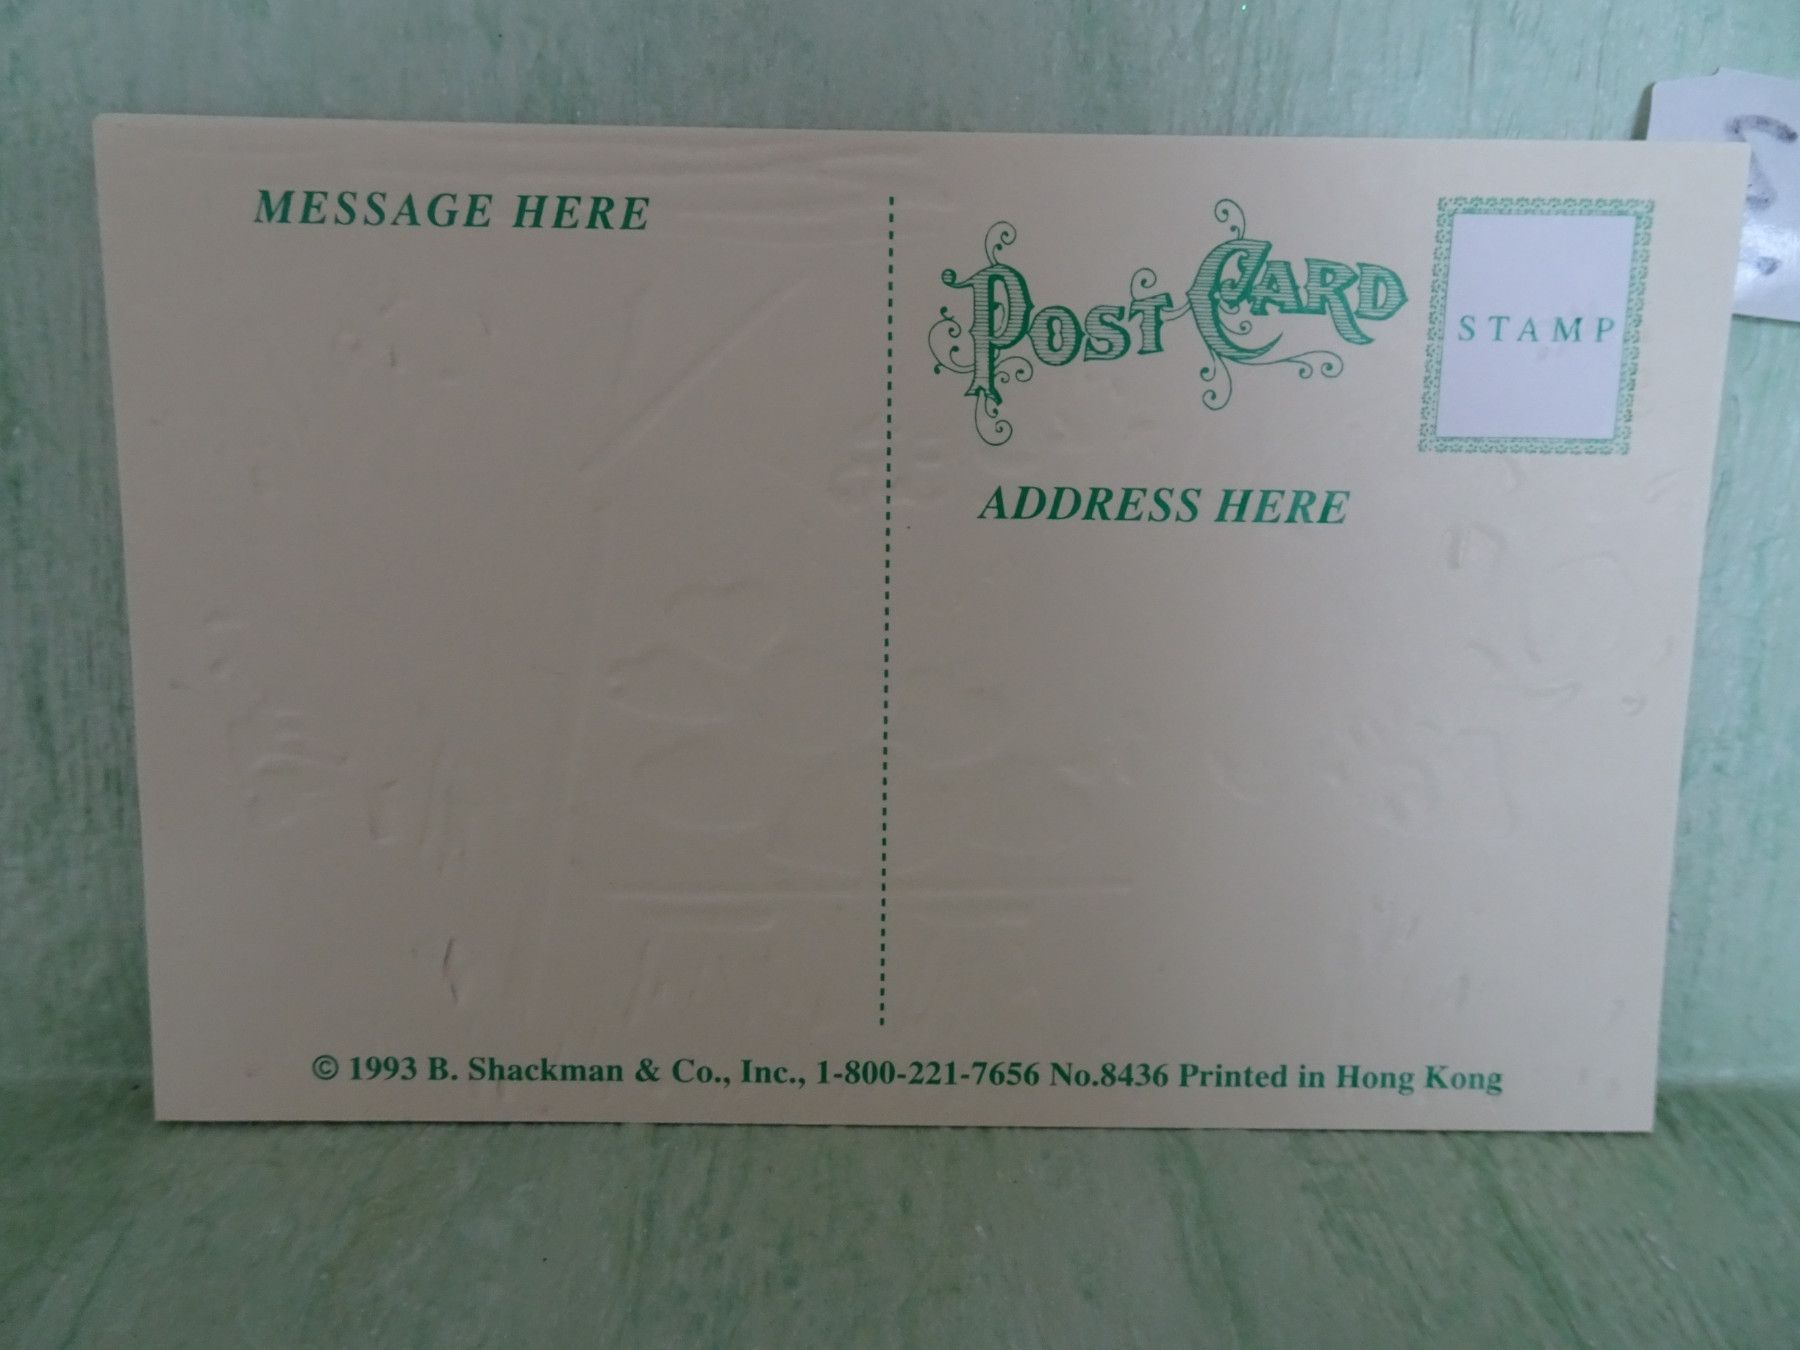 MESSAGE HERE
POST CARD
STAMP
ADDRESS HERE
© 1993 B. Shackman & Co., Inc., 1-800-221-7656 No.8436 Printed in Hong Kong